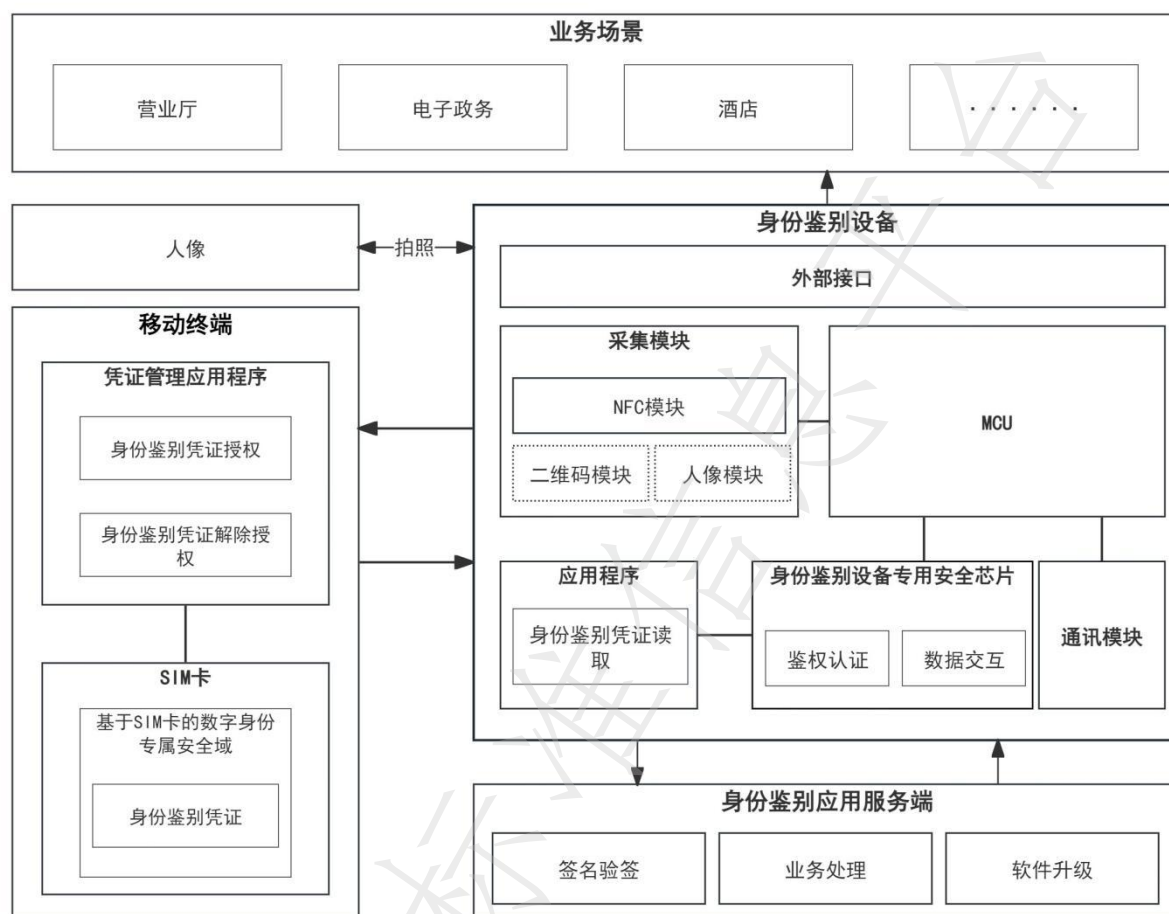 业务场景
营业厅
电子政务
酒店
······
人像
拍照
身份鉴别设备
外部接口
移动终端
凭证管理应用程序
身份鉴别凭证授权
身份鉴别凭证解除授
权
采集模块
NFC模块
二维码模块
人像模块
MCU
应用程序
身份鉴别凭证读
取
身份鉴别设备专用安全芯片
鉴权认证
数据交互
通讯模块
SIM卡
基于SIM卡的数字身份
专属安全域
身份鉴别凭证
身份鉴别应用服务端
签名验签
业务处理
软件升级
标准信息平台